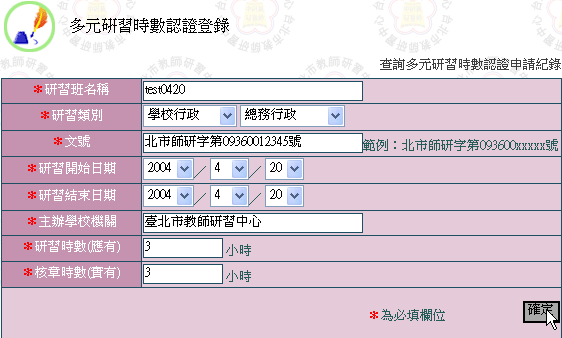 多元研習時數認證登錄
查詢多元研習時數認證申請紀錄
*研習班名稱 test0420
*研習類別 學校行政 總務行政
*文號 北市師研字第09360012345號 範例：北市師研字第093600xxxxx號
*研習開始日期 2004 / 4 / 20
*研習結束日期 2004 / 4 / 20
*主辦學校機關 臺北市教師研習中心
*研習時數(應有) 3 小時
*核章時數(實有) 3 小時
*為必填欄位 確定